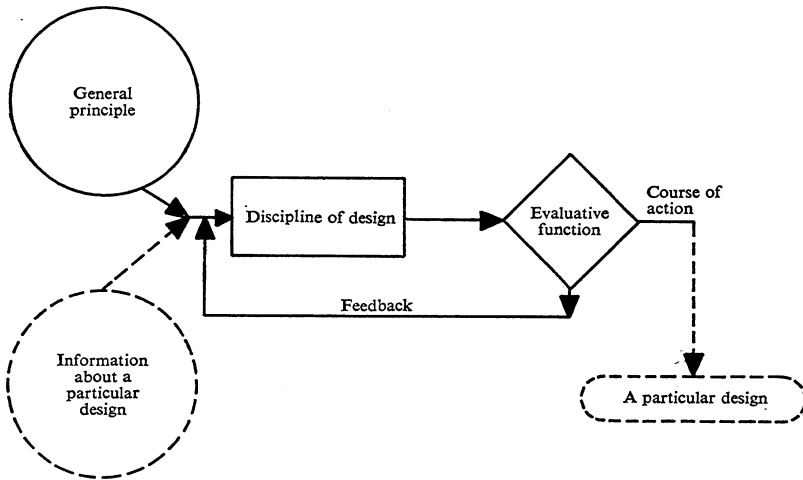 General
principle
Discipline of design
Evaluative
function
Course of
action
Feedback
Information
about a
particular
design
A particular design